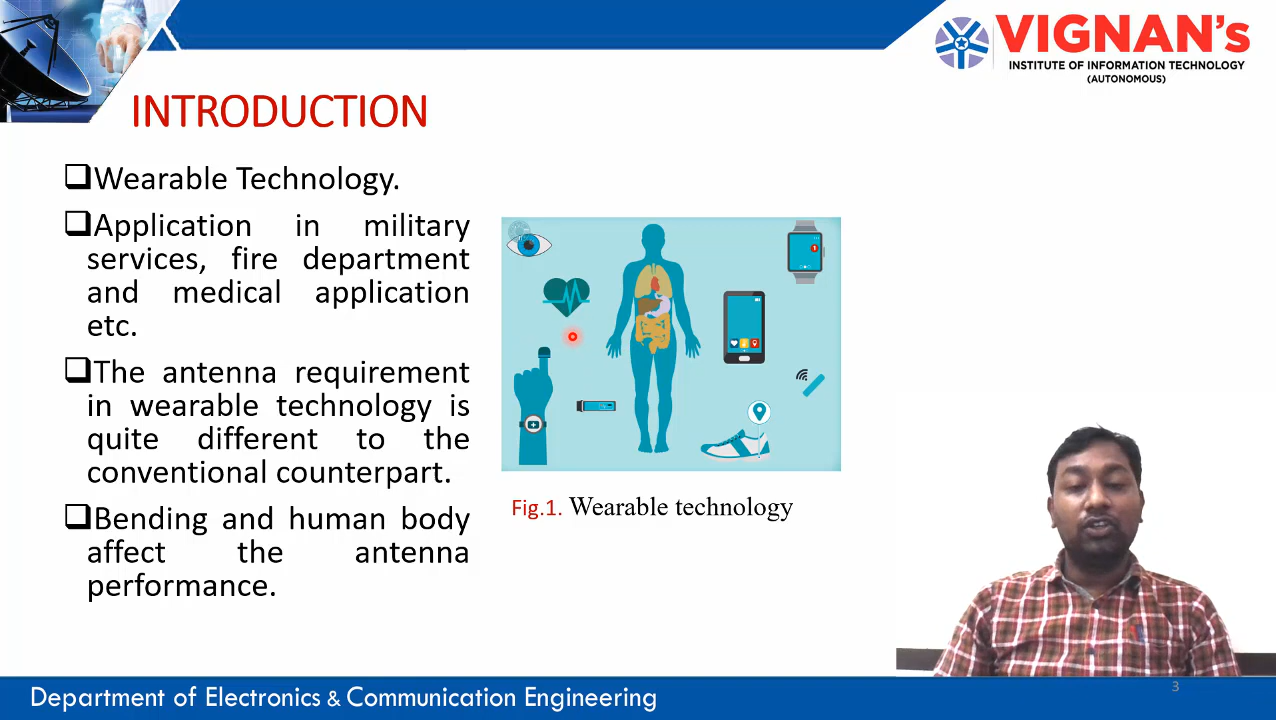 VIGNAN's
INSTITUTE OF INFORMATION TECHNOLOGY
(AUTONOMOUS)
INTRODUCTION
Wearable Technology.
Application in military
services, fire department
and medical application
etc.
The antenna requirement
in wearable technology is
quite different to the
conventional counterpart.
Bending and human body
affect the antenna
performance.
1
Fig.1. Wearable technology
Department of Electronics & Communication Engineering
3